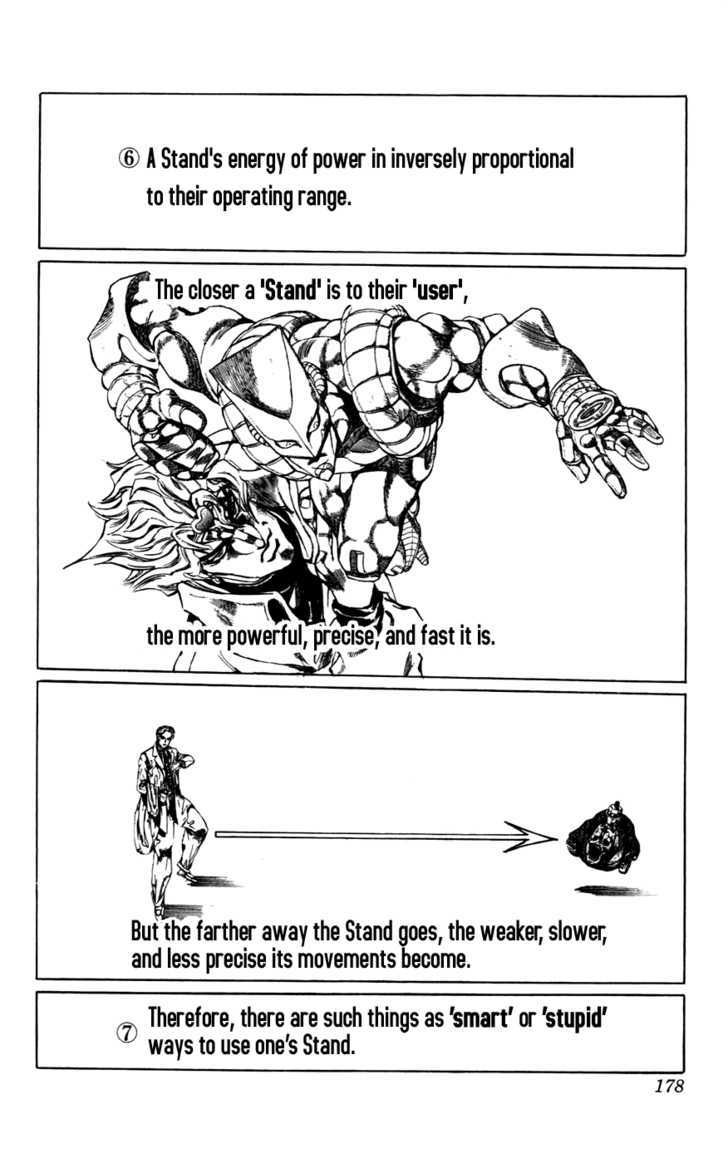 ⑥ A Stand's energy of power in inversely proportional
to their operating range.
The closer a 'Stand' is to their 'user',
the more powerful, precise, and fast it is.
But the farther away the Stand goes, the weaker, slower,
and less precise its movements become.
⑦ Therefore, there are such things as 'smart' or 'stupid'
ways to use one's Stand.
178